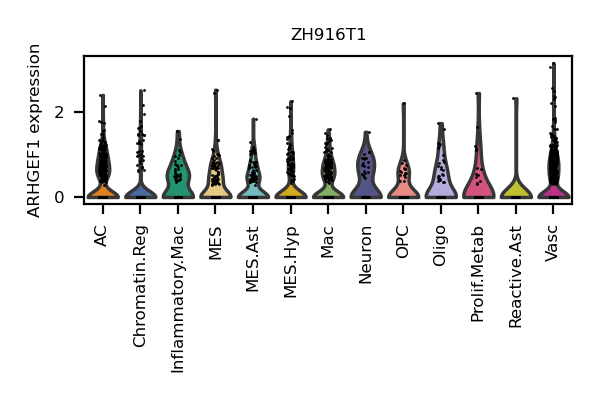 ZH916T1
ARHGEF1 expression
2
0
AC
Chromatin.Reg
Inflammatory.Mac
MES
MES.Ast
MES.Hyp
Mac
Neuron
OPC
Oligo
Prolif.Metab
Reactive.Ast
Vasc